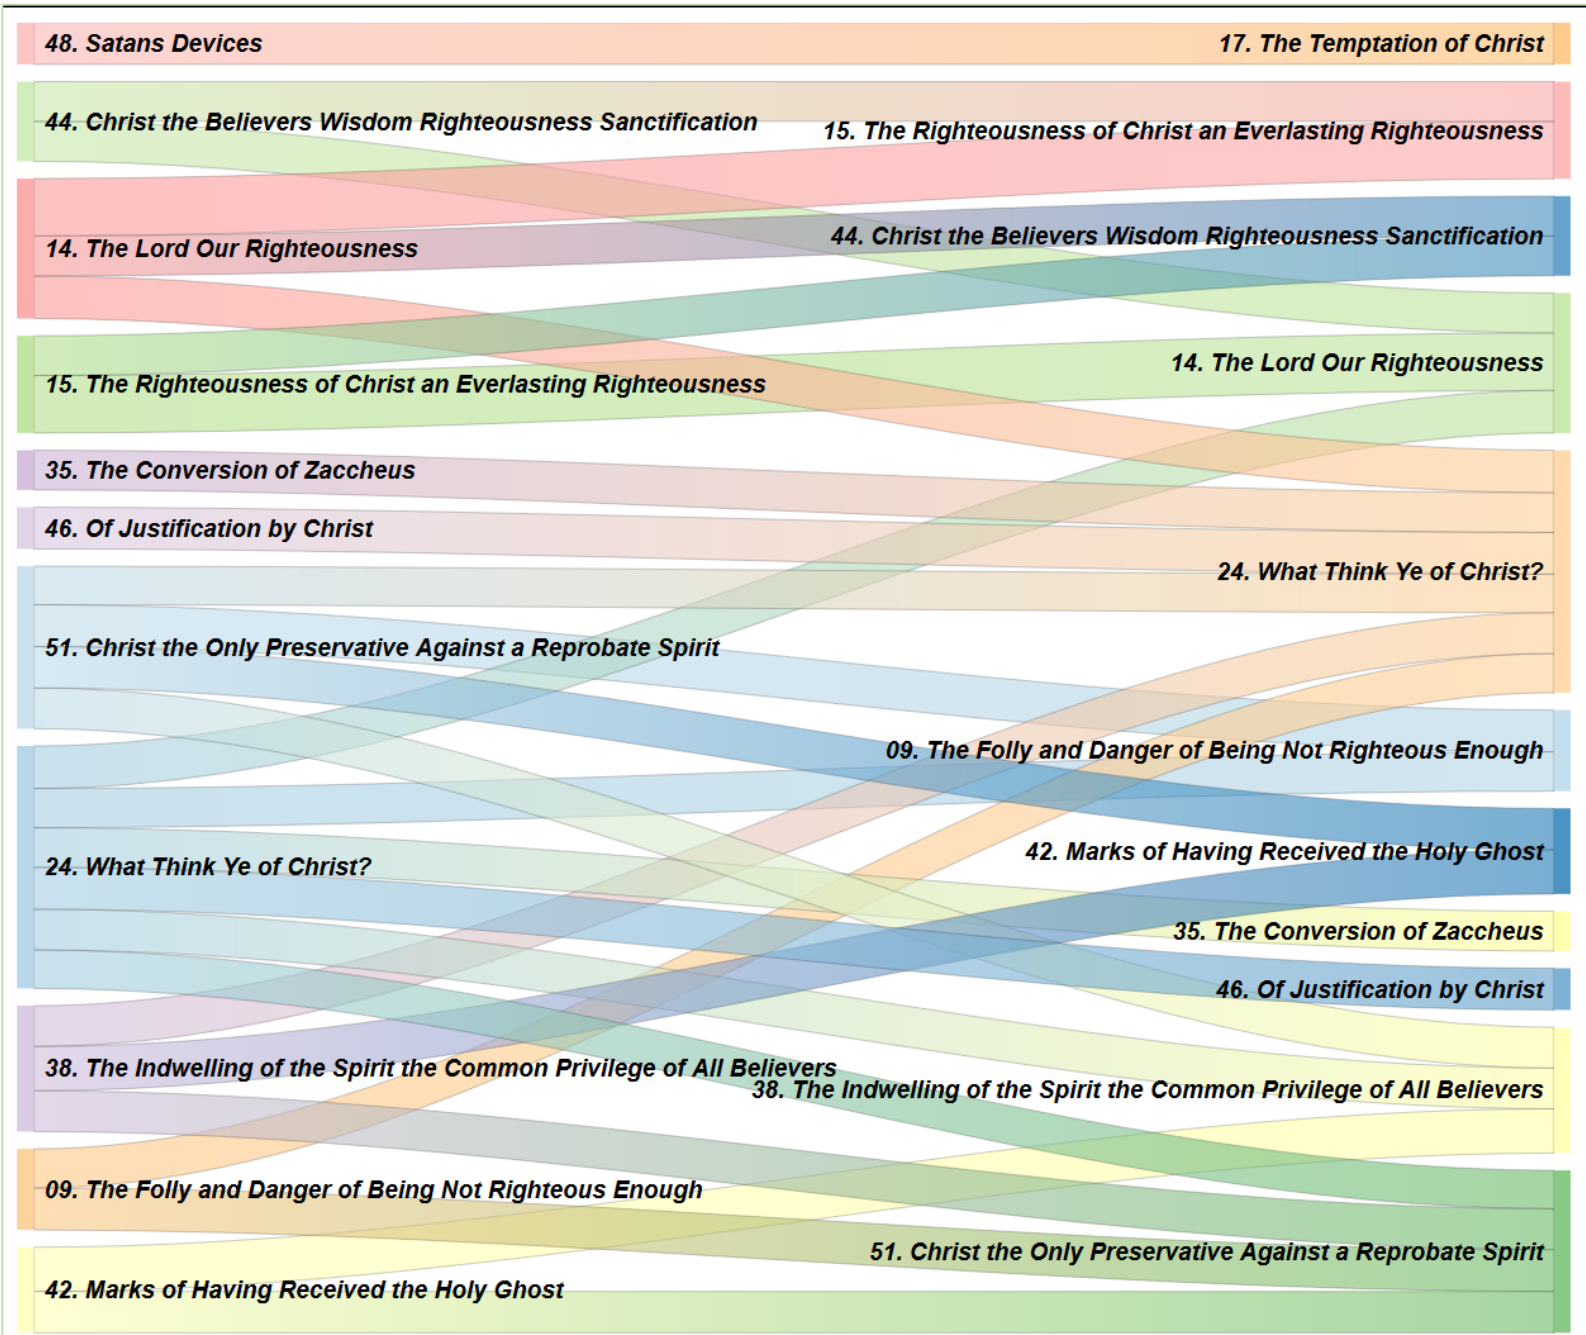 48. Satans Devices
44. Christ the Believers Wisdom Righteousness Sanctification
14. The Lord Our Righteousness
15. The Righteousness of Christ an Everlasting Righteousness
35. The Conversion of Zaccheus
46. Of Justification by Christ
51. Christ the Only Preservative Against a Reprobate Spirit
24. What Think Ye of Christ?
38. The Indwelling of the Spirit the Common Privilege of All Believers
09. The Folly and Danger of Being Not Righteous Enough
42. Marks of Having Received the Holy Ghost
17. The Temptation of Christ
15. The Righteousness of Christ an Everlasting Righteousness
44. Christ the Believers Wisdom Righteousness Sanctification
14. The Lord Our Righteousness
24. What Think Ye of Christ?
09. The Folly and Danger of Being Not Righteous Enough
42. Marks of Having Received the Holy Ghost
35. The Conversion of Zaccheus
46. Of Justification by Christ
38. The Indwelling of the Spirit the Common Privilege of All Believers
51. Christ the Only Preservative Against a Reprobate Spirit